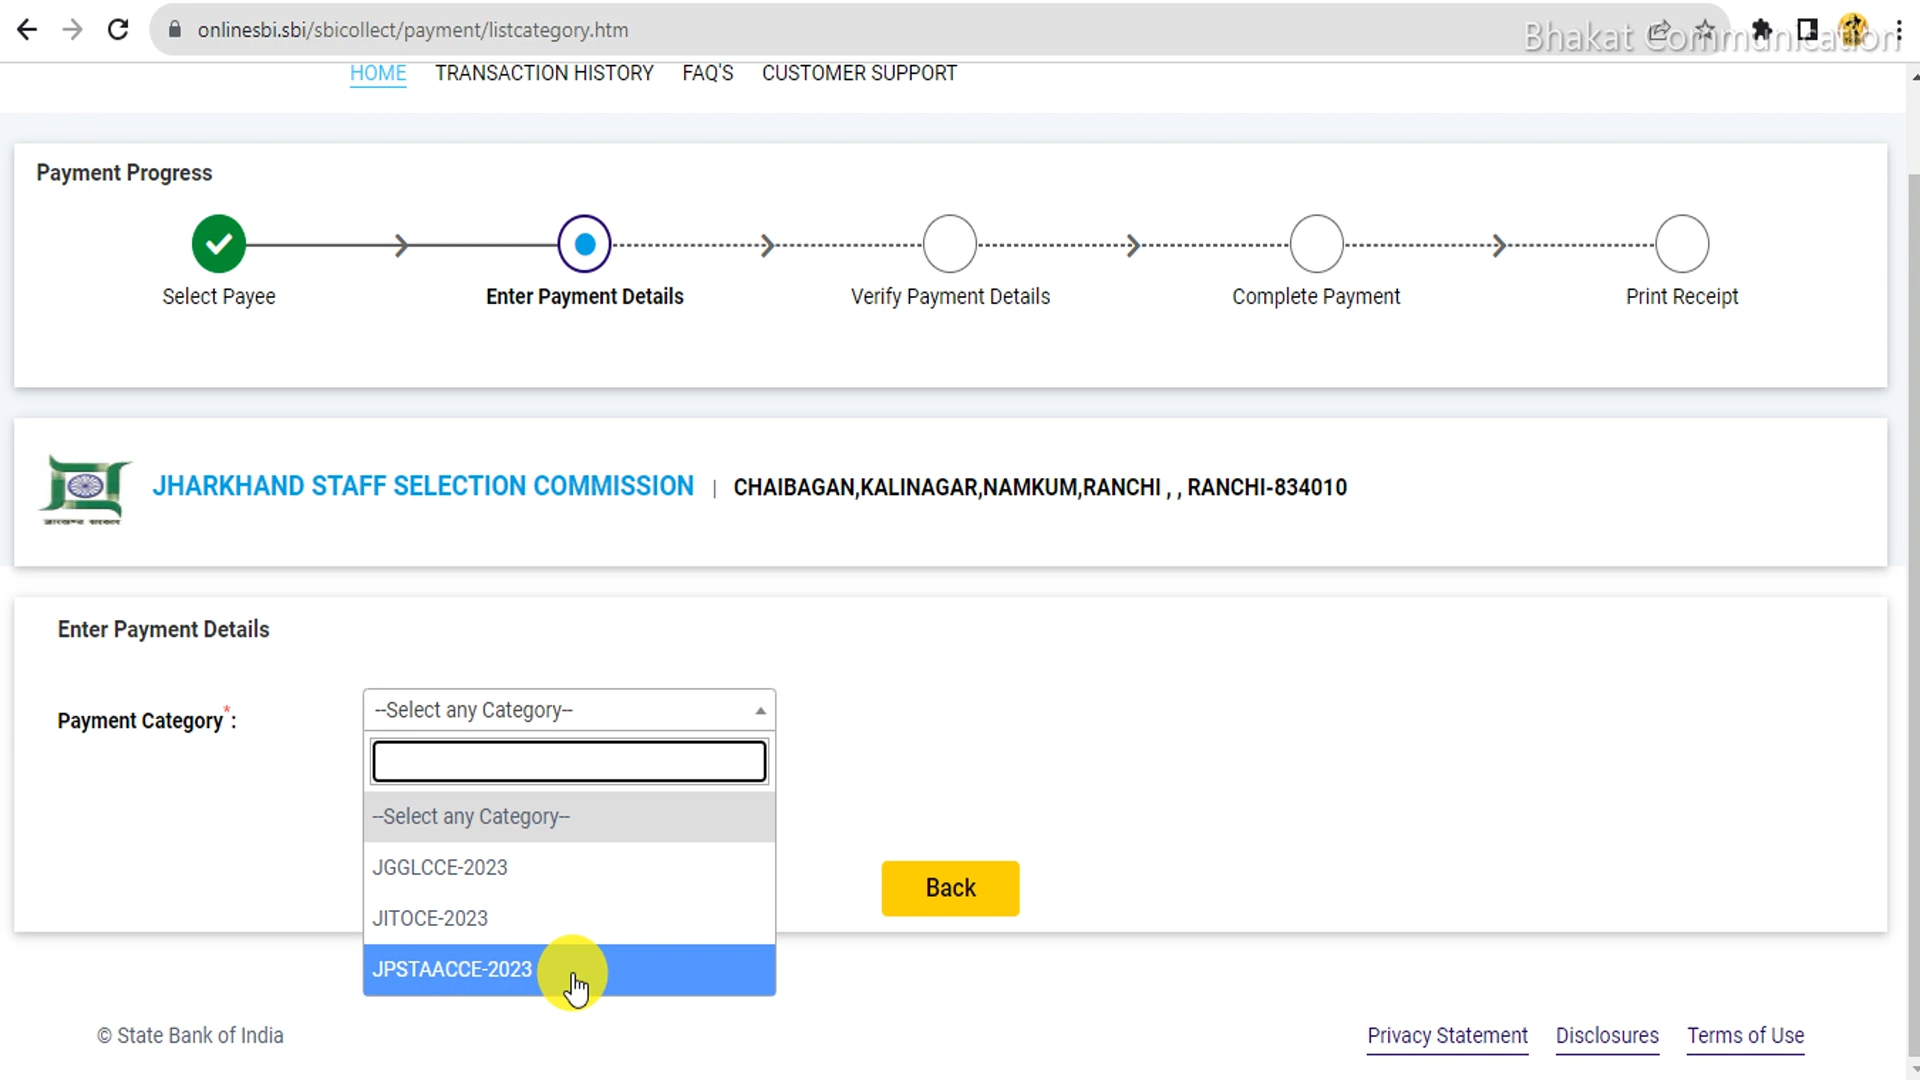 onlinesbi.sbi/sbicollect/payment/listcategory.htm
Bhakat Communication
HOME TRANSACTION HISTORY FAQ'S CUSTOMER SUPPORT
Payment Progress
Select Payee Enter Payment Details Verify Payment Details Complete Payment Print Receipt
JHARKHAND STAFF SELECTION COMMISSION | CHAIBAGAN,KALINAGAR,NAMKUM,RANCHI , , RANCHI-834010
झारखण्ड सरकार
Enter Payment Details
Payment Category*: --Select any Category--
--Select any Category--
JGGLCCE-2023
Back
JITOCE-2023
JPSTAACCE-2023
© State Bank of India Privacy Statement Disclosures Terms of Use